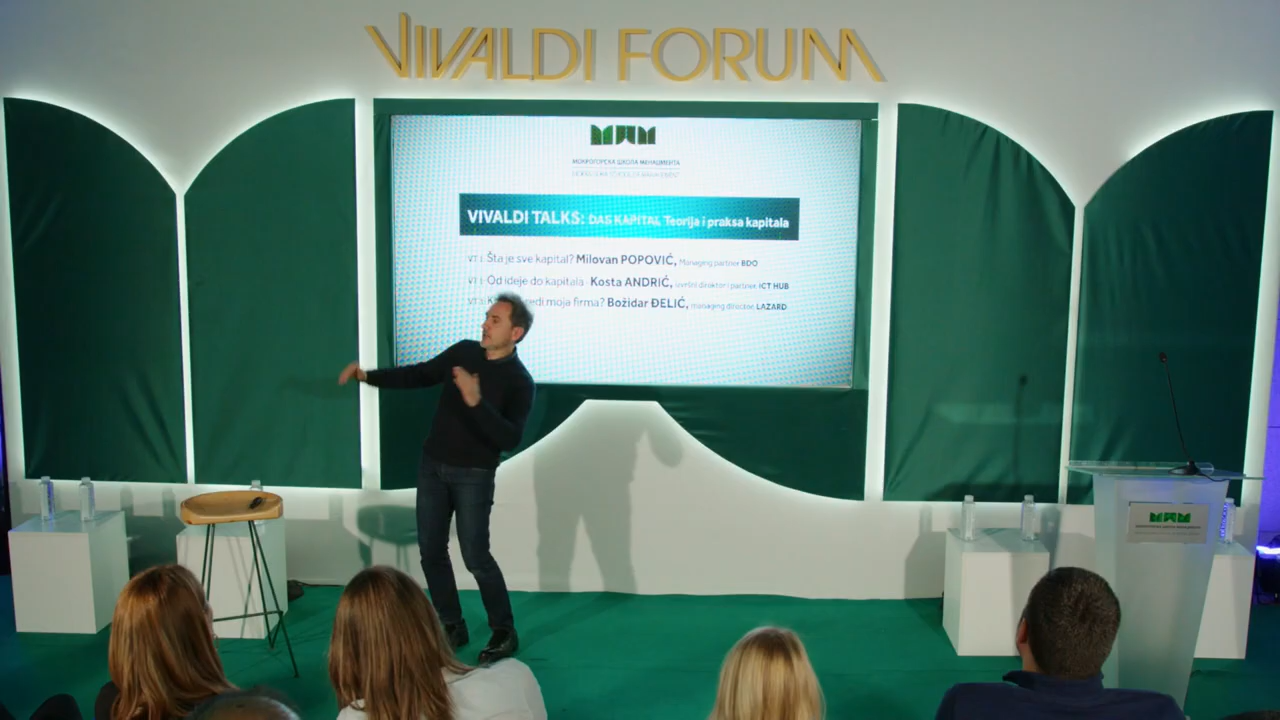 VIVALDI FORUM
МОКРОГОРСКА ШКОЛА МЕНАЏМЕНТА
VIVALDI TALKS: DAS KAPITAL Teorija i praksa kapitala
Šta je sve kapital? Milovan POPOVIĆ, Managing partner BDO
Od ideje do kapitala Kosta ANDRIĆ, izvršni direktor i partner ICT HUB
redi moja firma? Božidar ĐELIĆ, managing director LAZARD